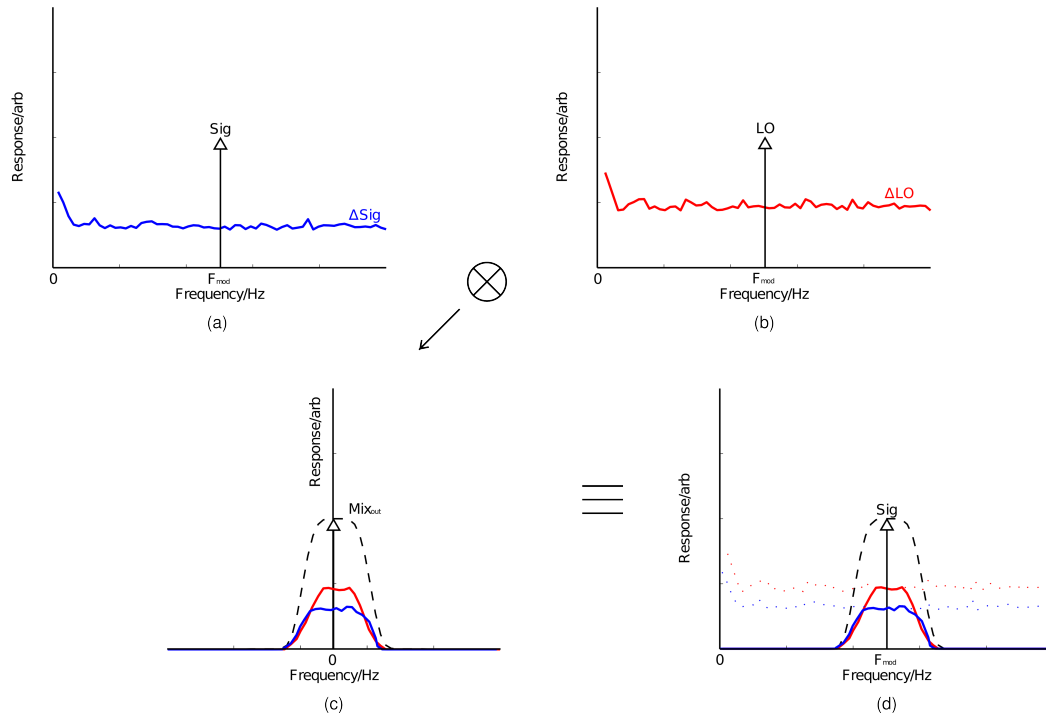 Response/arb
Sig
ΔSig
0
Fmod
Frequency/Hz
(a)
Response/arb
LO
ΔLO
0
Fmod
Frequency/Hz
(b)
Response/arb
Mixout
0
Frequency/Hz
(c)
Response/arb
Sig
0
Fmod
Frequency/Hz
(d)